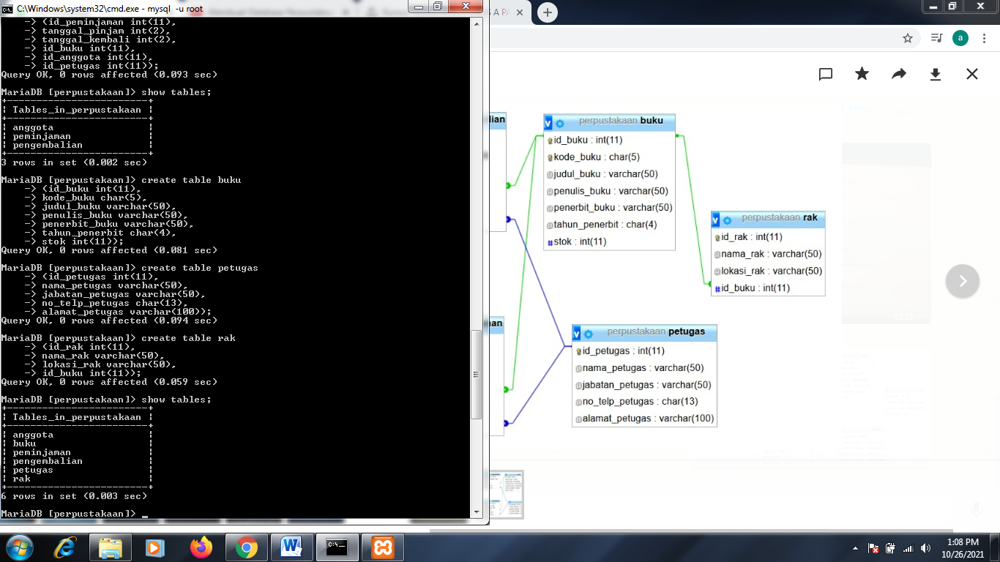 C:\Windows\system32\cmd.exe - mysql -u root
-> (id_peminjaman int(11),
-> tanggal_pinjam int(2),
-> tanggal_kembali int(2),
-> id_buku int(11),
-> id_anggota int(11),
-> id_petugas int(11));
Query OK, 0 rows affected (0.093 sec)
MariaDB [perpustakaan]> show tables;
+------------------------+
| Tables_in_perpustakaan |
+------------------------+
| anggota |
| peminjaman |
| pengembalian |
+------------------------+
3 rows in set (0.002 sec)
MariaDB [perpustakaan]> create table buku
-> (id_buku int(11),
-> kode_buku char(5),
-> judul_buku varchar(50),
-> penulis_buku varchar(50),
-> penerbit_buku varchar(50),
-> tahun_penerbit char(4),
-> stok int(11));
Query OK, 0 rows affected (0.081 sec)
MariaDB [perpustakaan]> create table petugas
-> (id_petugas int(11),
-> nama_petugas varchar(50),
-> jabatan_petugas varchar(50),
-> no_telp_petugas char(13),
-> alamat_petugas varchar(100));
Query OK, 0 rows affected (0.094 sec)
MariaDB [perpustakaan]> create table rak
-> (id_rak int(11),
-> nama_rak varchar(50),
-> lokasi_rak varchar(50),
-> id_buku int(11));
Query OK, 0 rows affected (0.059 sec)
MariaDB [perpustakaan]> show tables;
+------------------------+
| Tables_in_perpustakaan |
+------------------------+
| anggota |
| buku |
| peminjaman |
| pengembalian |
| petugas |
| rak |
+------------------------+
6 rows in set (0.003 sec)
MariaDB [perpustakaan]> _
S A PA
a
lian
perpustakaan buku
id_buku : int(11)
kode_buku : char(5)
judul_buku : varchar(50)
penulis_buku : varchar(50)
penerbit_buku : varchar(50)
tahun_penerbit : char(4)
# stok : int(11)
perpustakaan rak
id_rak : int(11)
nama_rak : varchar(50)
lokasi_rak : varchar(50)
# id_buku : int(11)
perpustakaan petugas
id_petugas : int(11)
nama_petugas : varchar(50)
jabatan_petugas : varchar(50)
no_telp_petugas : char(13)
alamat_petugas : varchar(100)
1:08 PM
10/26/2021